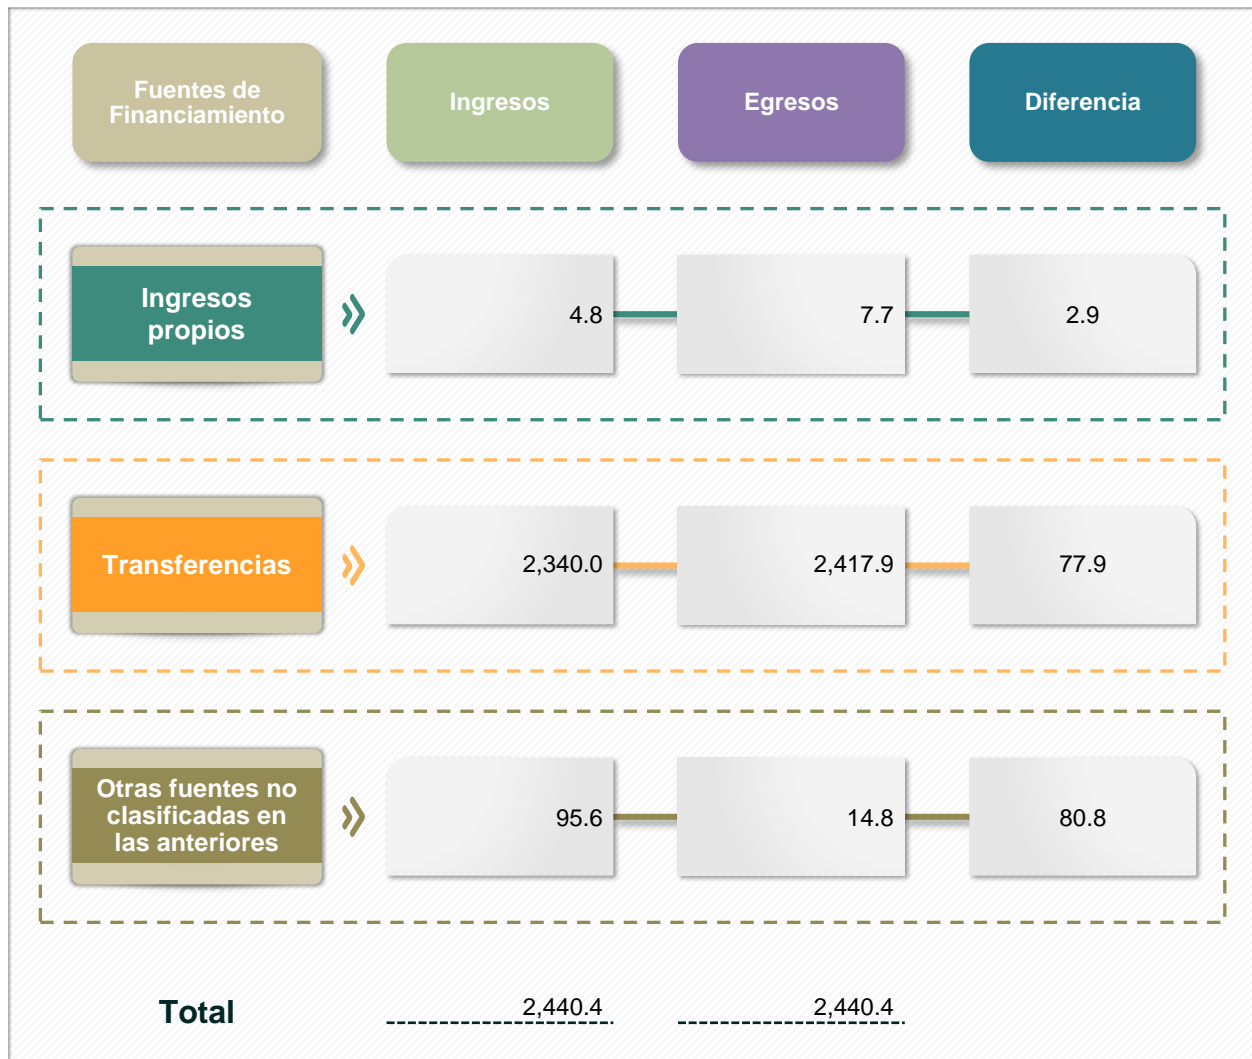 Fuentes de
Financiamiento
Ingresos
Egresos
Diferencia
Ingresos
propios
4.8
7.7
2.9
Transferencias
2,340.0
2,417.9
77.9
Otras fuentes no
clasificadas en
las anteriores
95.6
14.8
80.8
Total
2,440.4
2,440.4